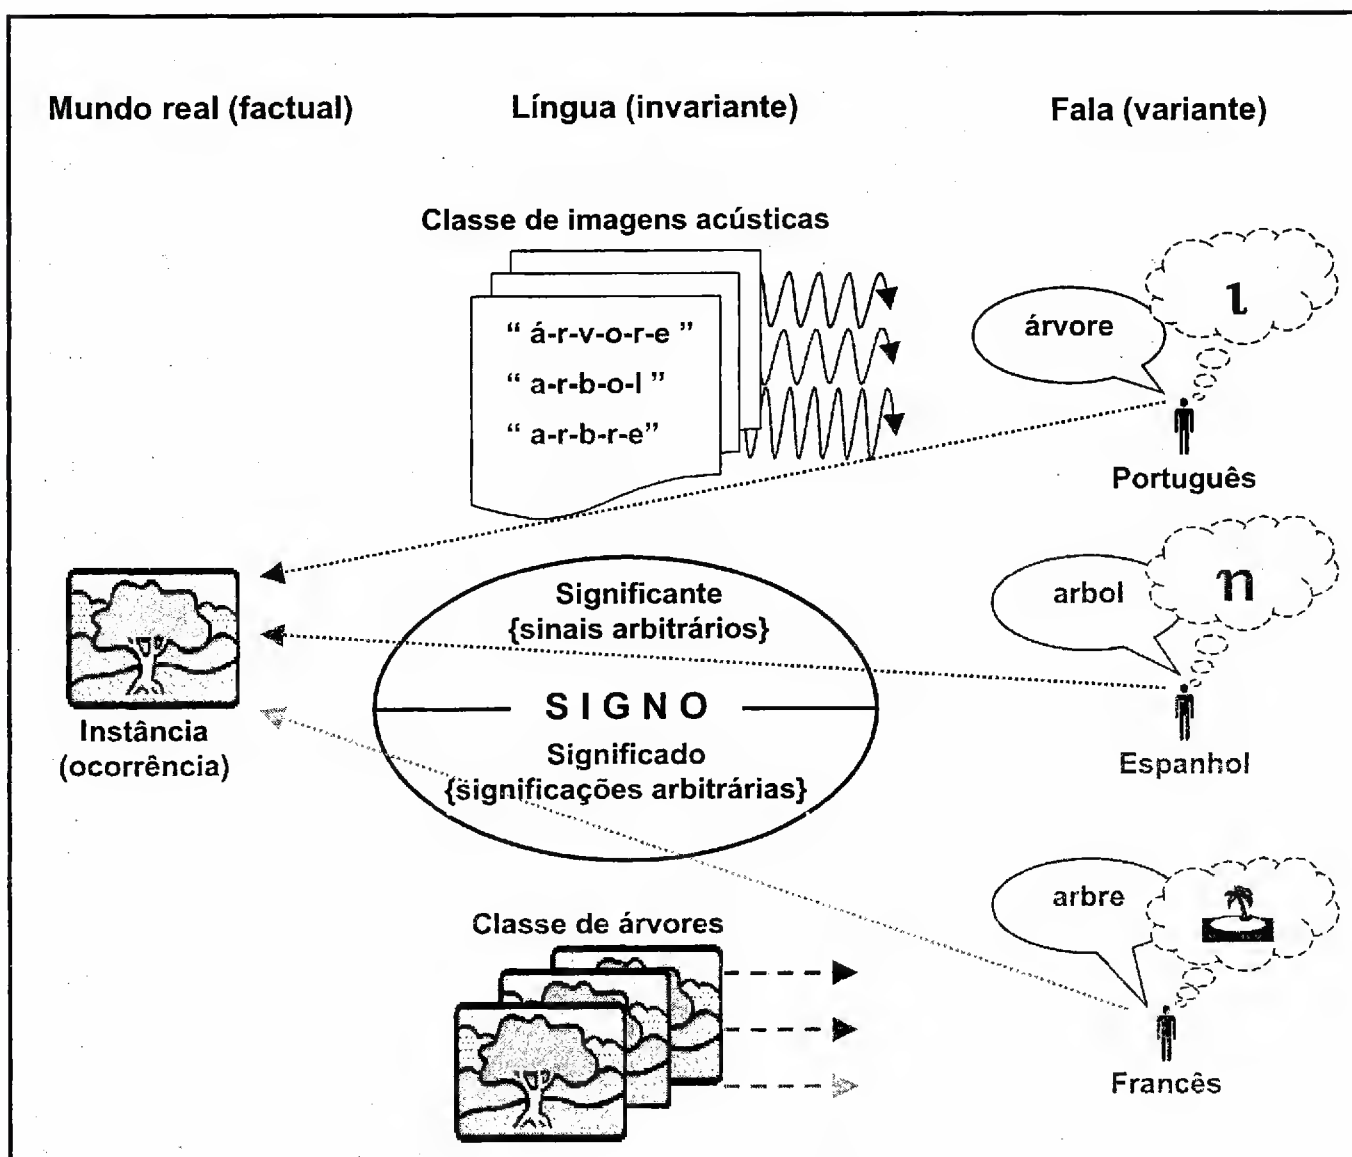 Mundo real (factual)
Língua (invariante)
Fala (variante)
Classe de imagens acústicas
“ á-r-v-o-r-e ”
“ a-r-b-o-l ”
“ a-r-b-r-e”
árvore
Português
arbol
Espanhol
arbre
Francês
Instância
(ocorrência)
Significante
{sinais arbitrários}
SIGNO
Significado
{significações arbitrárias}
Classe de árvores